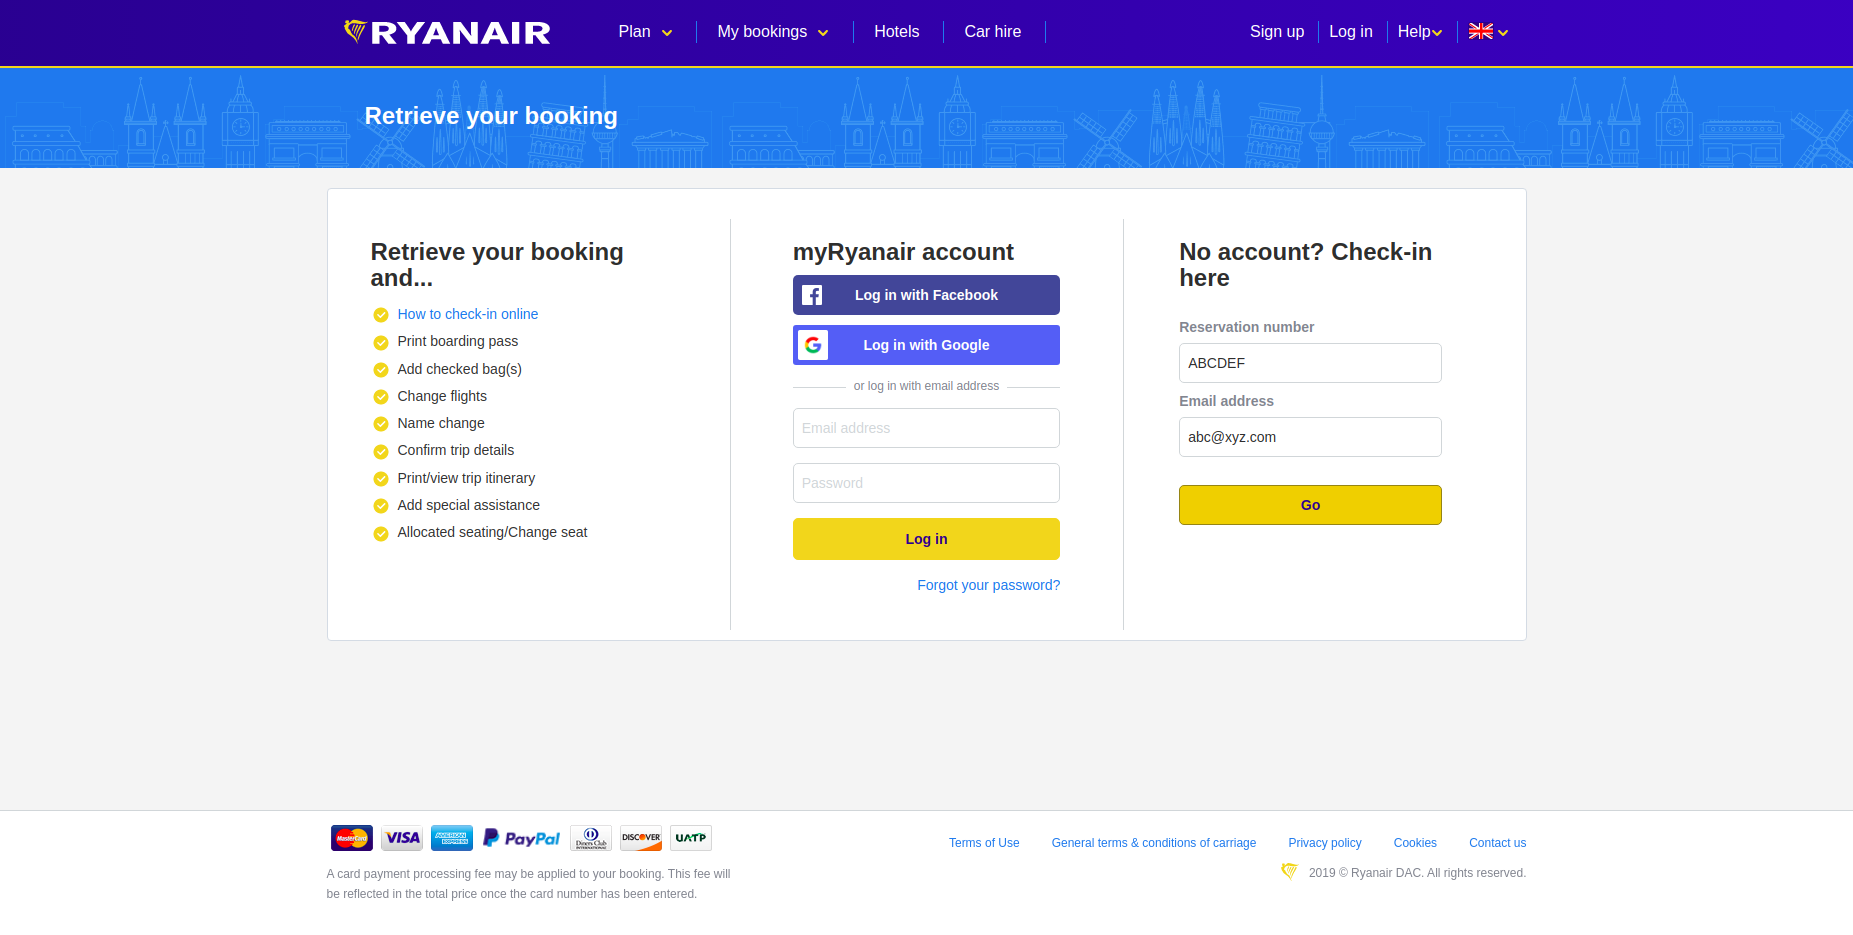 RYANAIR
Plan
My bookings
Hotels
Car hire
Sign up
Log in
Help
Retrieve your booking
Retrieve your booking
and...
How to check-in online
Print boarding pass
Add checked bag(s)
Change flights
Name change
Confirm trip details
Print/view trip itinerary
Add special assistance
Allocated seating/Change seat
myRyanair account
Log in with Facebook
Log in with Google
or log in with email address
Email address
Password
Log in
Forgot your password?
No account? Check-in
here
Reservation number
ABCDEF
Email address
abc@xyz.com
Go
MasterCard
VISA
AMERICAN
EXPRESS
PayPal
Diners Club
INTERNATIONAL
DISCOVER
UATP
A card payment processing fee may be applied to your booking. This fee will
be reflected in the total price once the card number has been entered.
Terms of Use
General terms & conditions of carriage
Privacy policy
Cookies
Contact us
2019 © Ryanair DAC. All rights reserved.